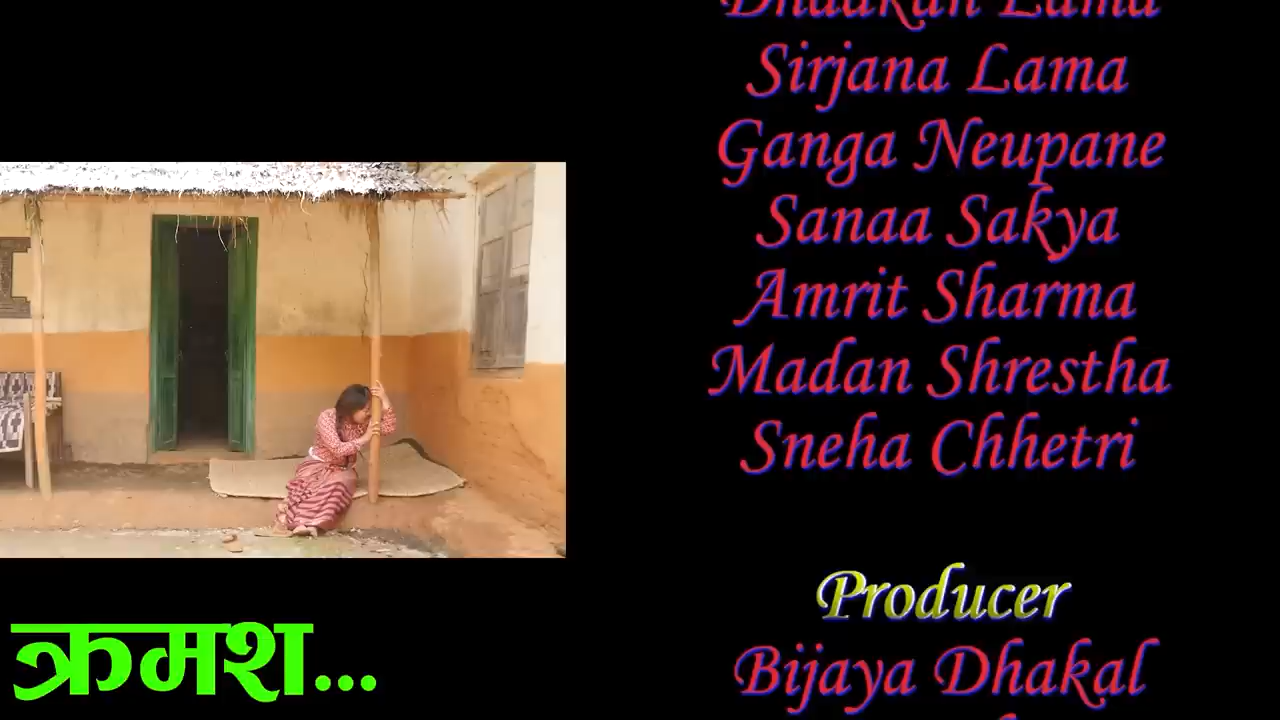 Sirjana Lama
Ganga Neupane
Sanaa Sakya
Amrit Sharma
Madan Shrestha
Sneha Chhetri
Producer
Bijaya Dhakal
क्रमश...